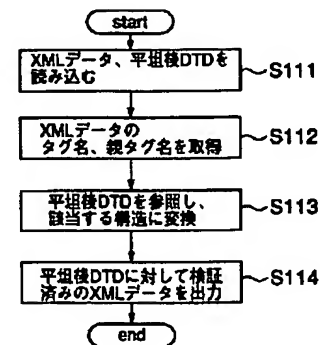 start
XMLデータ、平坦後DTDを
読み込む
S111
XMLデータの
タグ名、親タグ名を取得
S112
平坦後DTDを参照し、
該当する構造に変換、
S113
平坦後DTDに対して検証
済みのXMLデータを出力
S114
end